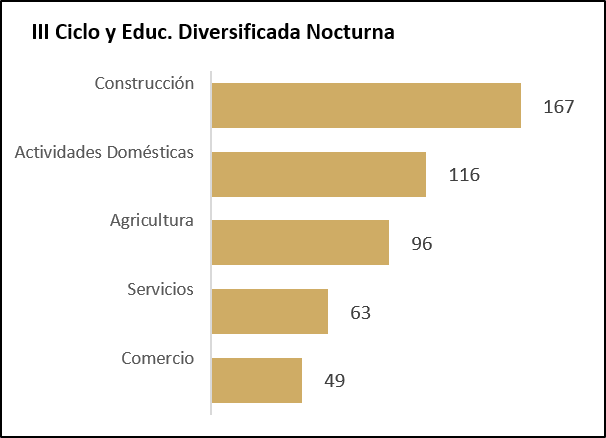 III Ciclo y Educ. Diversificada Nocturna
Construcción 167
Actividades Domésticas 116
Agricultura 96
Servicios 63
Comercio 49